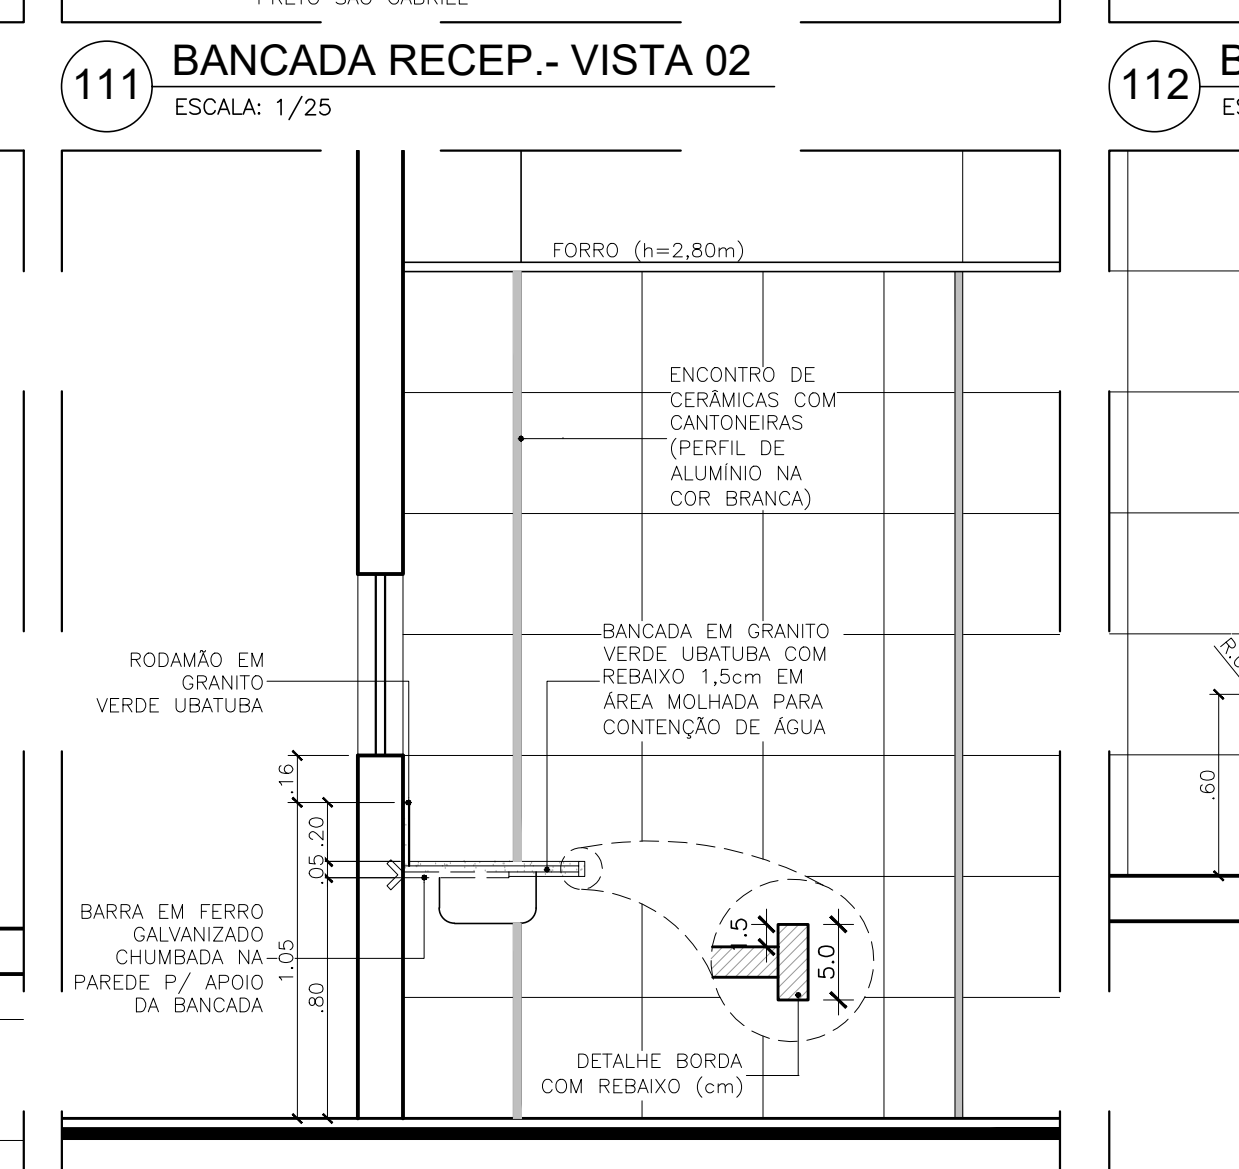 111
BANCADA RECEP.- VISTA 02
ESCALA: 1/25
112
FORRO (h=2,80m)
ENCONTRO DE
CERÂMICAS COM
CANTONEIRAS
(PERFIL DE
ALUMÍNIO NA
COR BRANCA)
BANCADA EM GRANITO
VERDE UBATUBA COM
REBAIXO 1,5cm EM
ÁREA MOLHADA PARA
CONTENÇÃO DE ÁGUA
RODAMÃO EM
GRANITO
VERDE UBATUBA
.16
.20
.05
1.05
.80
.60
BARRA EM FERRO
GALVANIZADO
CHUMBADA NA
PAREDE P/ APOIO
DA BANCADA
5.0
DETALHE BORDA
COM REBAIXO (cm)